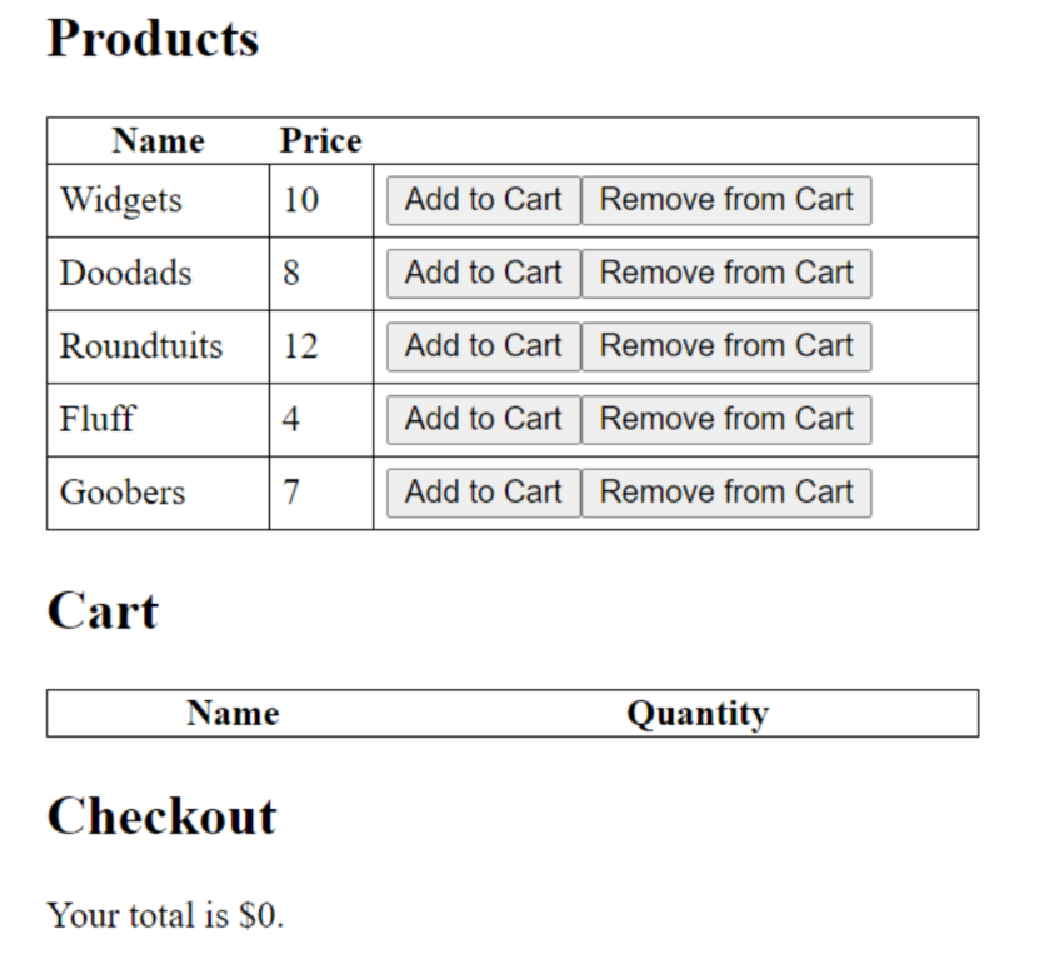 Products
Name Price
Widgets 10 Add to Cart Remove from Cart
Doodads 8 Add to Cart Remove from Cart
Roundtuits 12 Add to Cart Remove from Cart
Fluff 4 Add to Cart Remove from Cart
Goobers 7 Add to Cart Remove from Cart
Cart
Name Quantity
Checkout
Your total is $0.